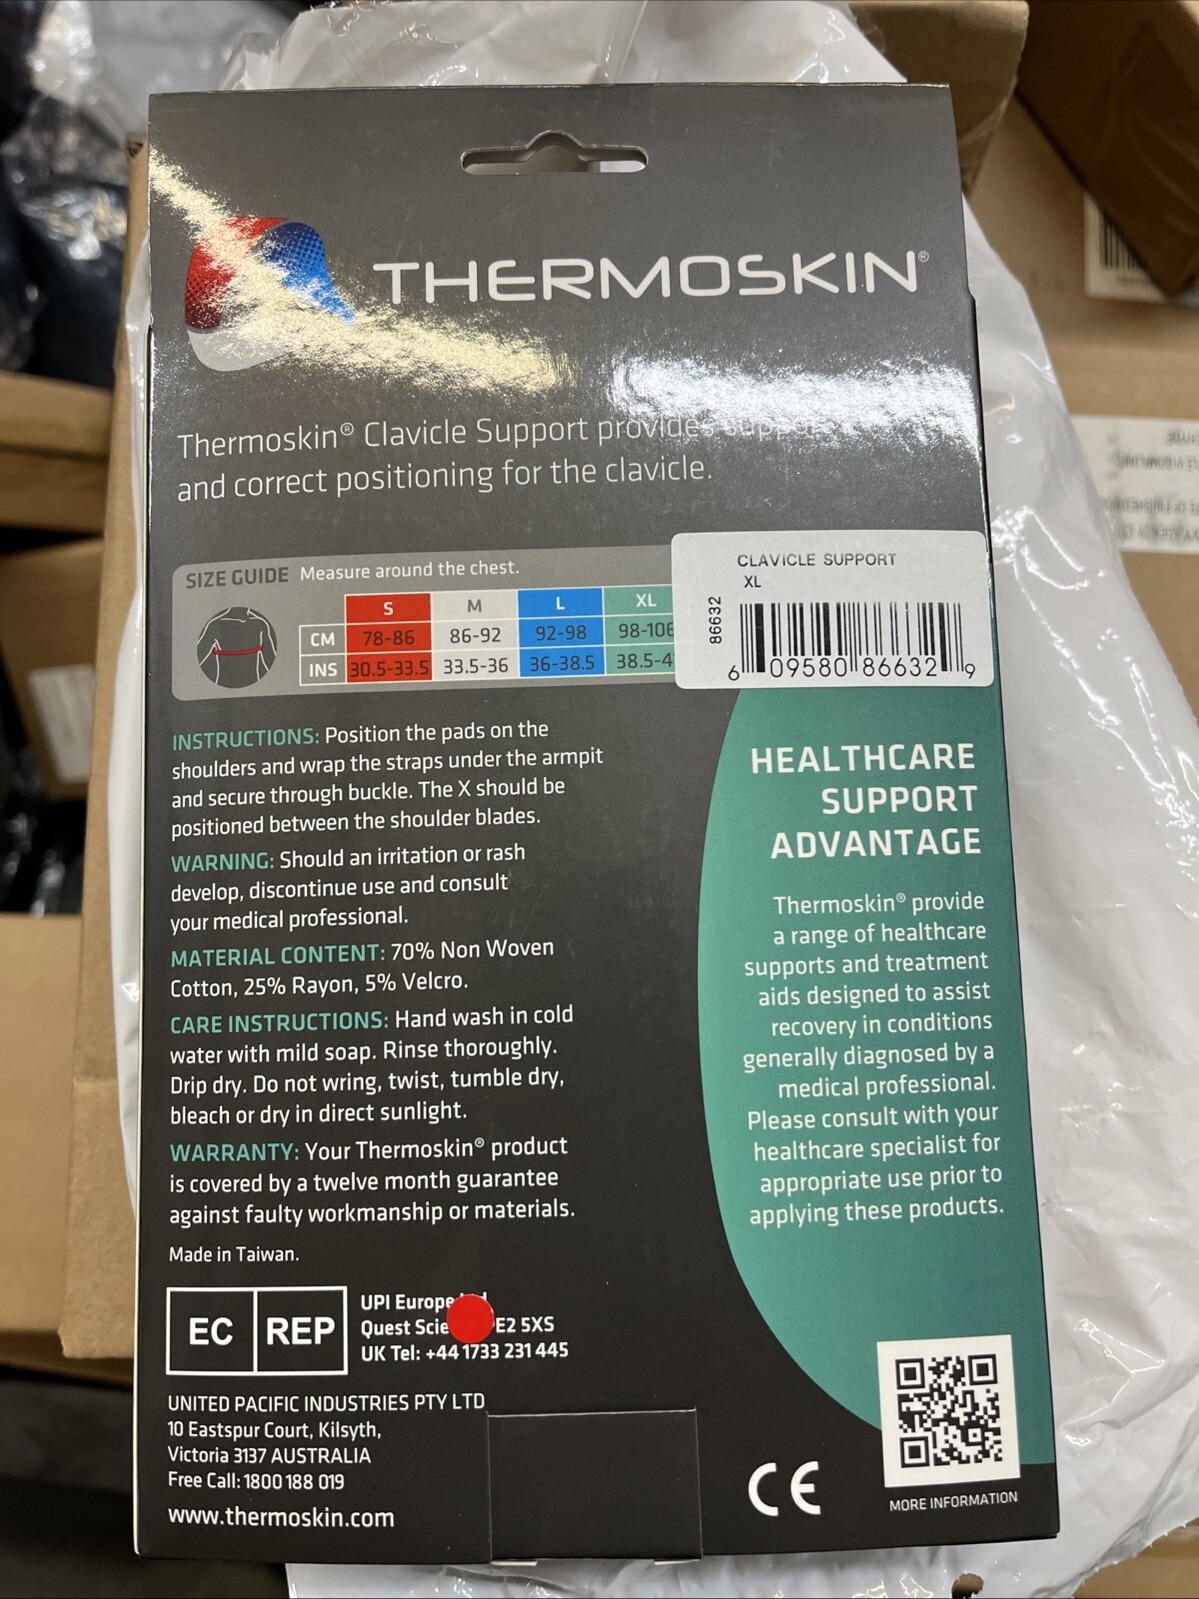 THERMOSKIN®
Thermoskin® Clavicle Support provides
and correct positioning for the clavicle.
SIZE GUIDE Measure around the chest.
S M L XL
CM 78-86 86-92 92-98 98-106
INS 30.5-33.5 33.5-36 36-38.5 38.5-4
CLAVICLE SUPPORT
XL
86632
6 09580 86632 9
INSTRUCTIONS: Position the pads on the
shoulders and wrap the straps under the armpit
and secure through buckle. The X should be
positioned between the shoulder blades.
WARNING: Should an irritation or rash
develop, discontinue use and consult
your medical professional.
MATERIAL CONTENT: 70% Non Woven
Cotton, 25% Rayon, 5% Velcro.
CARE INSTRUCTIONS: Hand wash in cold
water with mild soap. Rinse thoroughly.
Drip dry. Do not wring, twist, tumble dry,
bleach or dry in direct sunlight.
WARRANTY: Your Thermoskin® product
is covered by a twelve month guarantee
against faulty workmanship or materials.
Made in Taiwan.
HEALTHCARE
SUPPORT
ADVANTAGE
Thermoskin® provide
a range of healthcare
supports and treatment
aids designed to assist
recovery in conditions
generally diagnosed by a
medical professional.
Please consult with your
healthcare specialist for
appropriate use prior to
applying these products.
EC REP
UPI Europe
Quest Scie E2 5XS
UK Tel: +44 1733 231 445
UNITED PACIFIC INDUSTRIES PTY LTD
10 Eastspur Court, Kilsyth,
Victoria 3137 AUSTRALIA
Free Call: 1800 188 019
www.thermoskin.com
CE
MORE INFORMATION